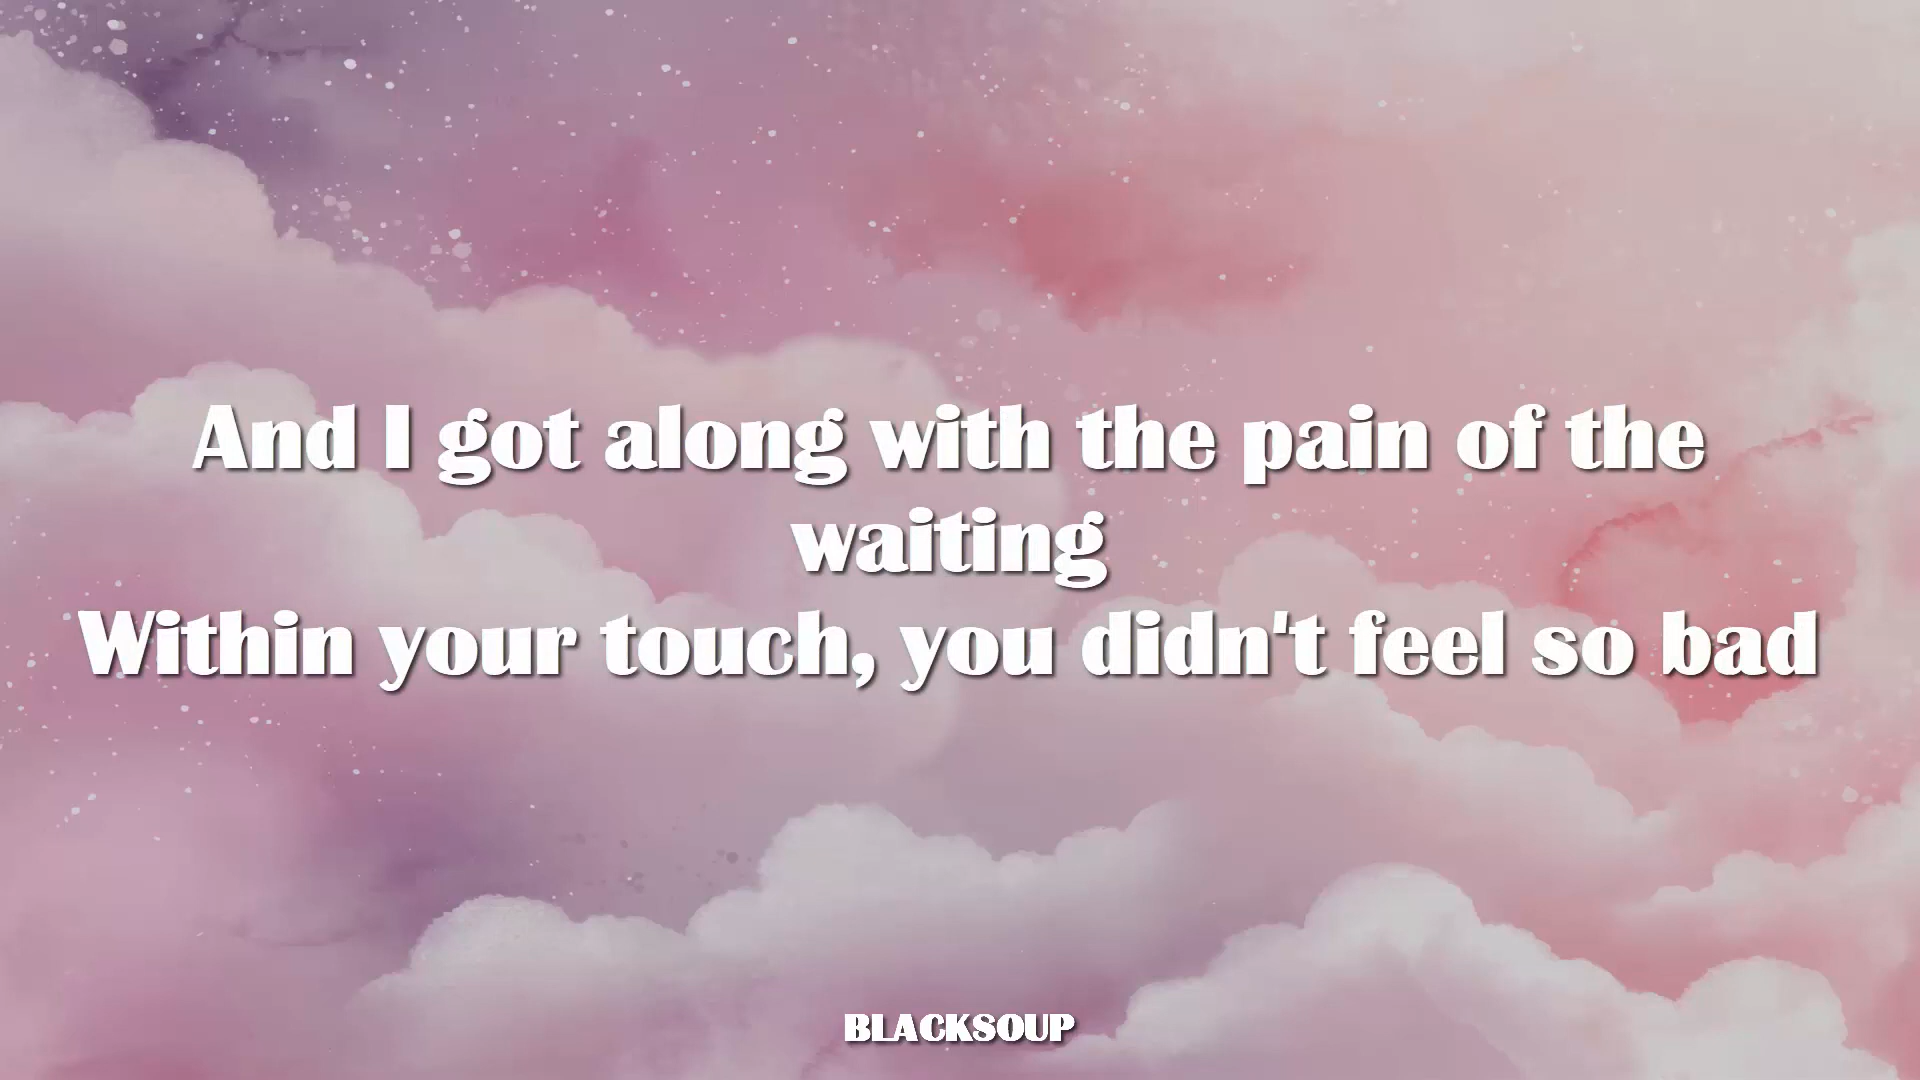 And I got along with the pain of the
waiting
Within your touch, you didn't feel so bad
BLACKSOUP